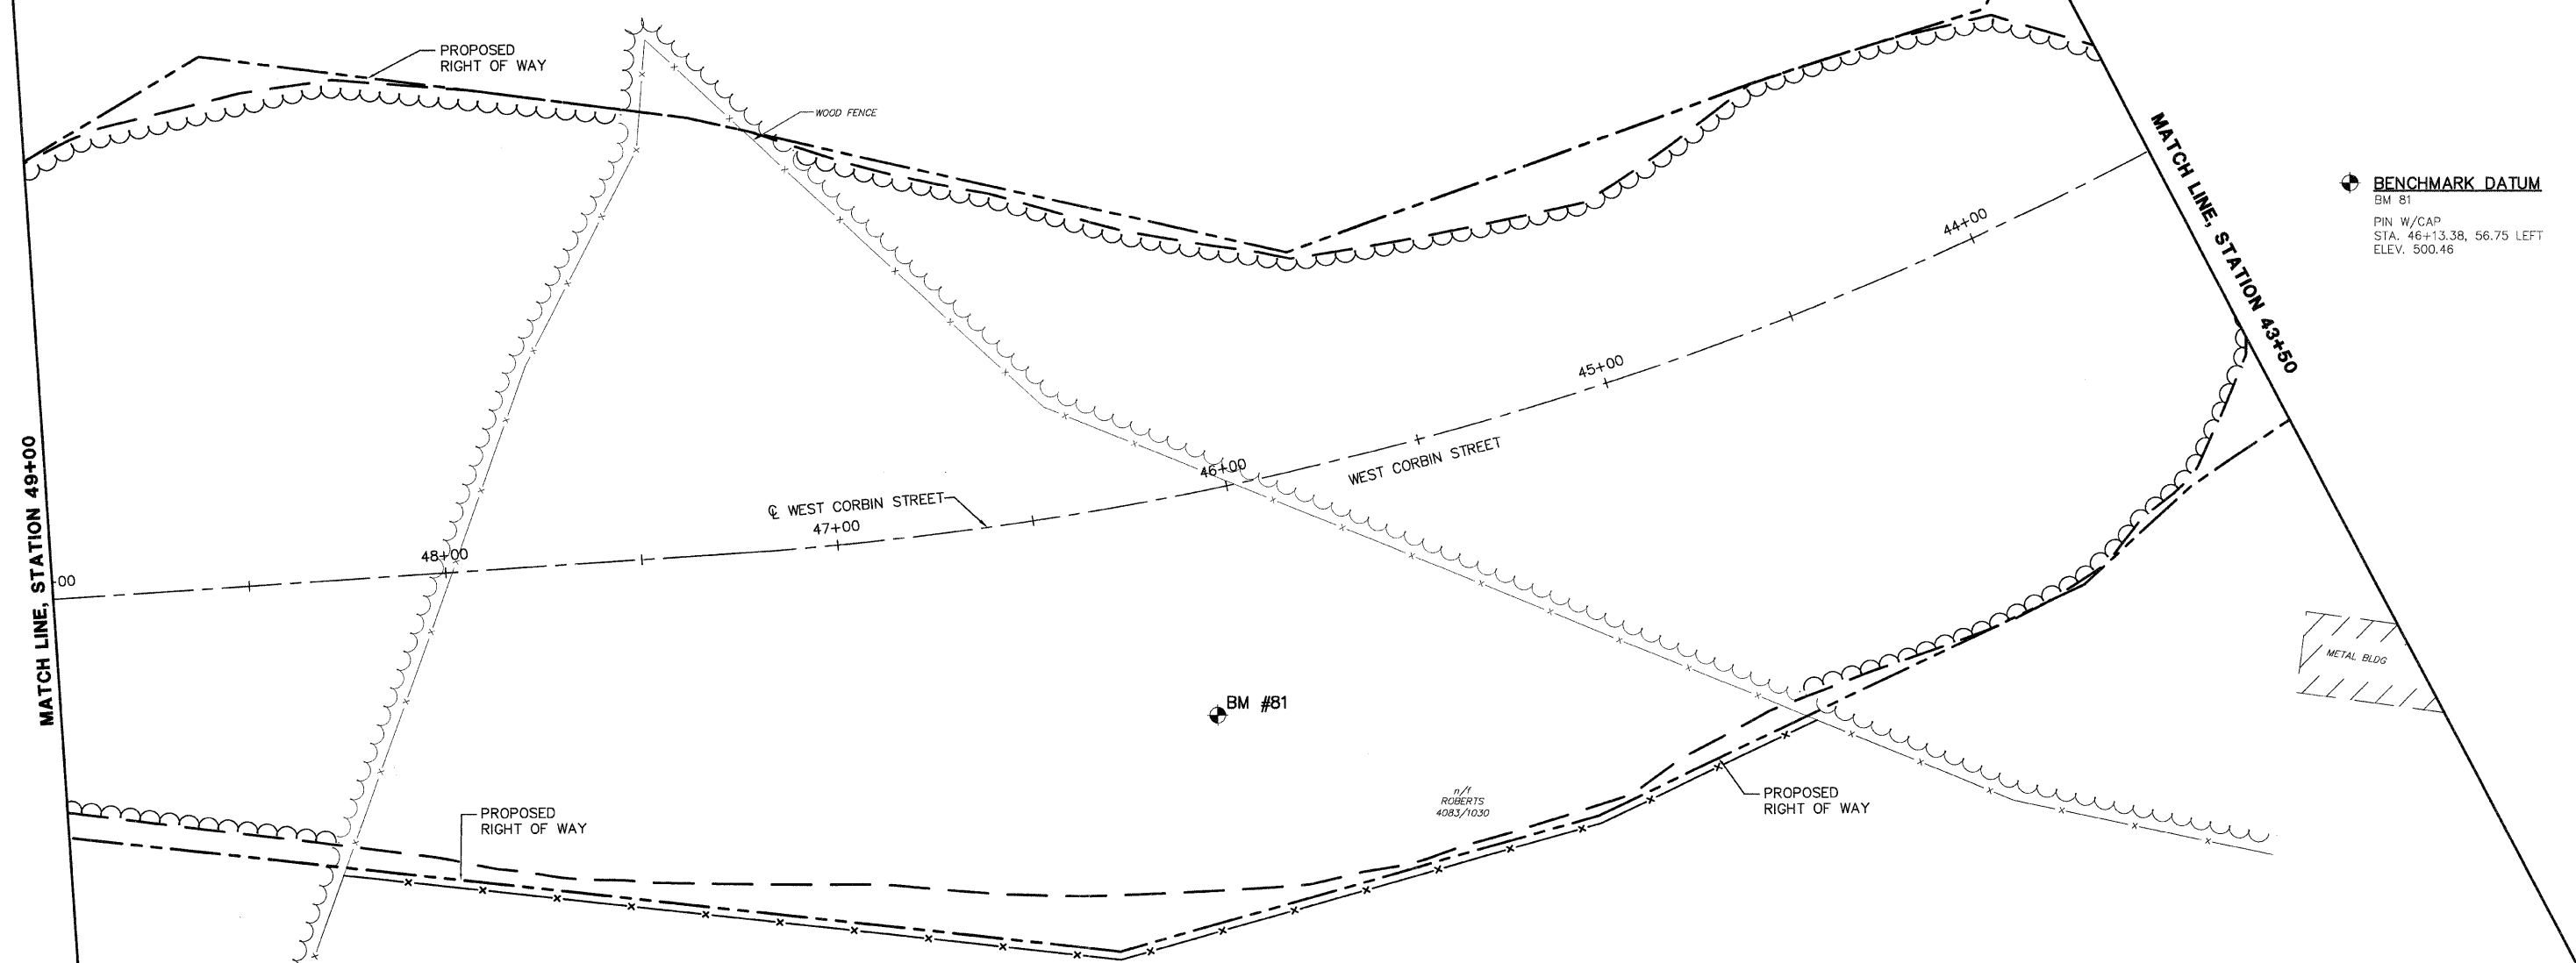 PROPOSED
RIGHT OF WAY
WOOD FENCE
MATCH LINE, STATION 43+50
BENCHMARK DATUM
BM 81
PIN W/CAP
STA. 46+13.38, 56.75 LEFT
ELEV. 500.46
44+00
45+00
WEST CORBIN STREET
46+00
℄ WEST CORBIN STREET
47+00
48+00
00
MATCH LINE, STATION 49+00
METAL BLDG
BM #81
n/f
ROBERTS
4083/1030
PROPOSED
RIGHT OF WAY
PROPOSED
RIGHT OF WAY